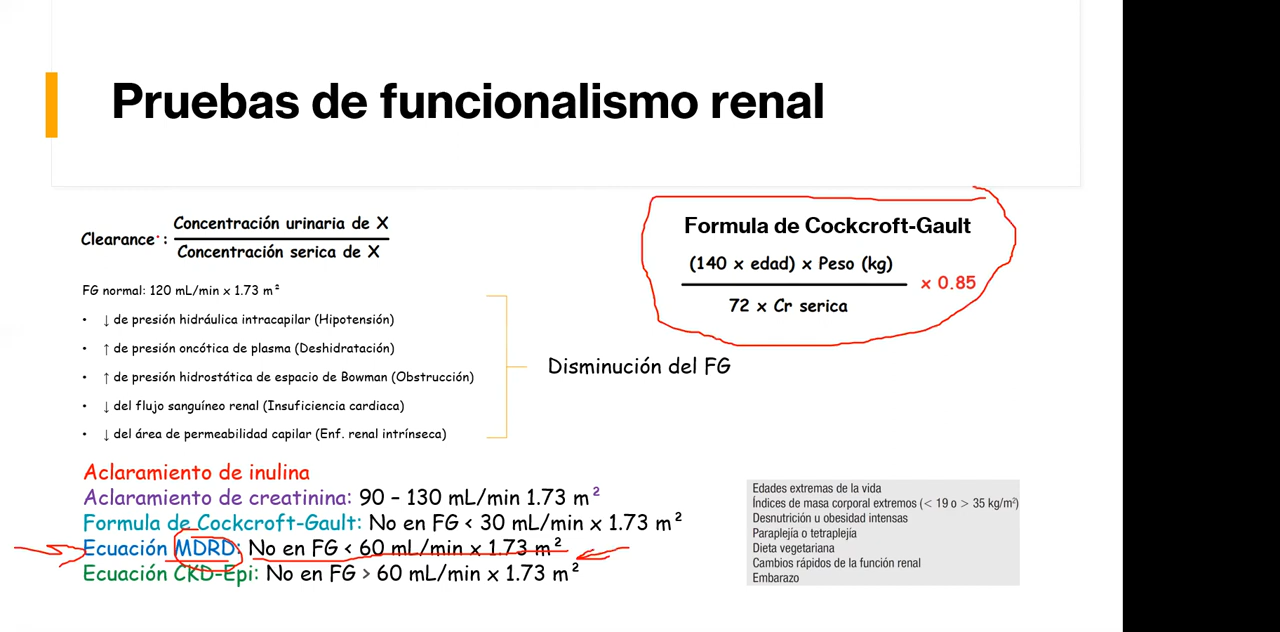 Pruebas de funcionalismo renal
Clearance : Concentración urinaria de X
Concentración serica de X
FG normal: 120 mL/min x 1.73 m²
• ↓ de presión hidráulica intracapilar (Hipotensión)
• ↑ de presión oncótica de plasma (Deshidratación)
• ↑ de presión hidrostática de espacio de Bowman (Obstrucción)
• ↓ del flujo sanguíneo renal (Insuficiencia cardiaca)
• ↓ del área de permeabilidad capilar (Enf. renal intrínseca)
Disminución del FG
Formula de Cockcroft-Gault
(140 x edad) x Peso (kg)
72 x Cr serica
x 0.85
Aclaramiento de inulina
Aclaramiento de creatinina: 90 – 130 mL/min 1.73 m²
Formula de Cockcroft-Gault: No en FG < 30 mL/min x 1.73 m²
Ecuación MDRD: No en FG < 60 mL/min x 1.73 m²
Ecuación CKD-Epi: No en FG > 60 mL/min x 1.73 m²
Edades extremas de la vida
Índices de masa corporal extremos (< 19 o > 35 kg/m²)
Desnutrición u obesidad intensas
Paraplejía o tetraplejía
Dieta vegetariana
Cambios rápidos de la función renal
Embarazo